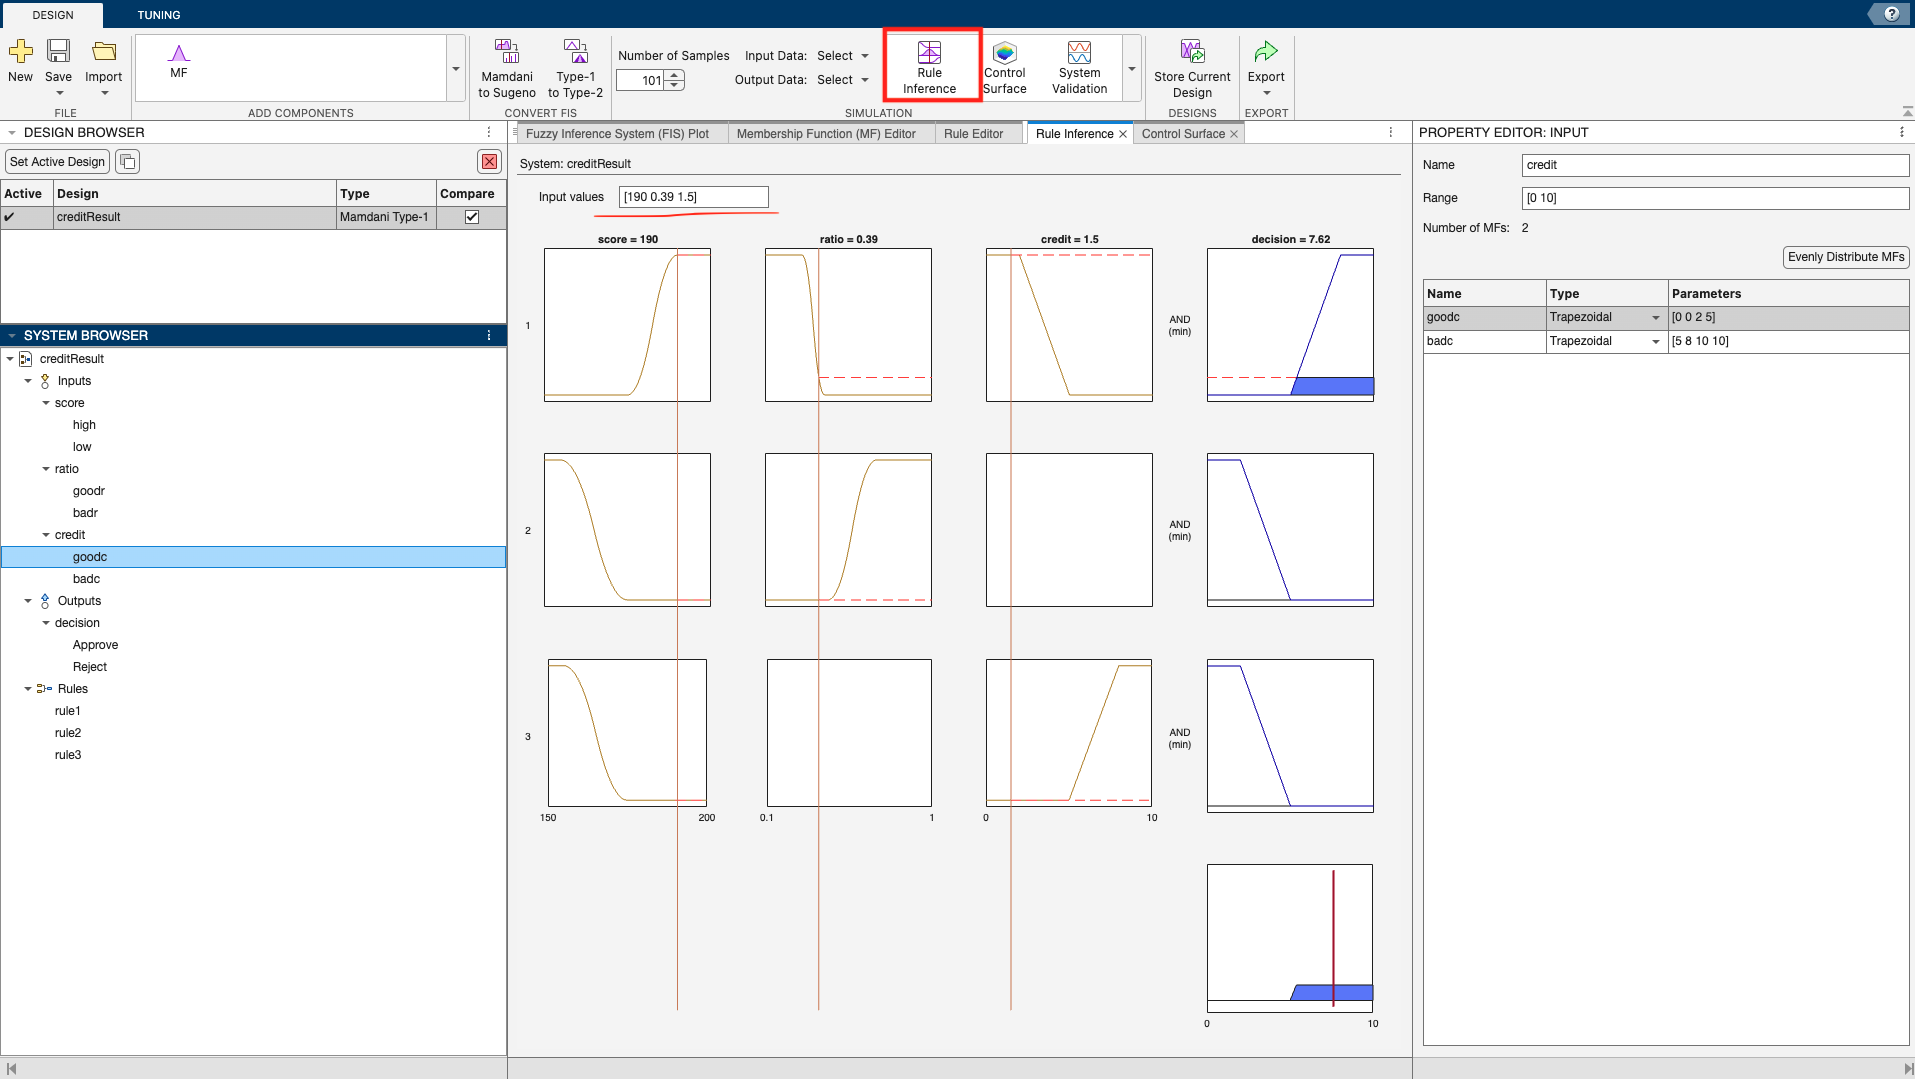 DESIGN
TUNING
?
New
Save
Import
FILE
MF
ADD COMPONENTS
Mamdani
to Sugeno
Type-1
to Type-2
CONVERT FIS
Number of Samples
101
Input Data: Select
Output Data: Select
Rule
Inference
Control
Surface
System
Validation
SIMULATION
Store Current
Design
DESIGNS
Export
EXPORT
DESIGN BROWSER
Set Active Design
Active Design Type Compare
✔ creditResult Mamdani Type-1
SYSTEM BROWSER
creditResult
Inputs
score
high
low
ratio
goodr
badr
credit
goodc
badc
Outputs
decision
Approve
Reject
Rules
rule1
rule2
rule3
Fuzzy Inference System (FIS) Plot
Membership Function (MF) Editor
Rule Editor
Rule Inference
Control Surface
System: creditResult
Input values [190 0.39 1.5]
score = 190
ratio = 0.39
credit = 1.5
decision = 7.62
1
AND
(min)
2
AND
(min)
3
AND
(min)
150
200
0.1
1
0
10
0
10
PROPERTY EDITOR: INPUT
Name credit
Range [0 10]
Number of MFs: 2
Evenly Distribute MFs
Name Type Parameters
goodc Trapezoidal [0 0 2 5]
badc Trapezoidal [5 8 10 10]